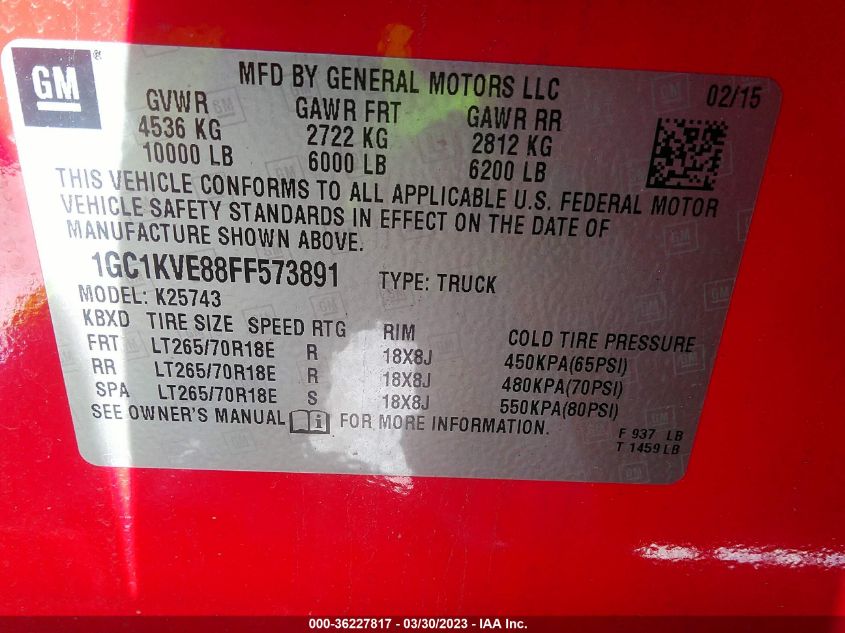 GM ®
MFD BY GENERAL MOTORS LLC 02/15
GVWR GAWR FRT GAWR RR
4536 KG 2722 KG 2812 KG
10000 LB 6000 LB 6200 LB
THIS VEHICLE CONFORMS TO ALL APPLICABLE U.S. FEDERAL MOTOR
VEHICLE SAFETY STANDARDS IN EFFECT ON THE DATE OF
MANUFACTURE SHOWN ABOVE.
1GC1KVE88FF573891 TYPE: TRUCK
MODEL: K25743
KBXD TIRE SIZE SPEED RTG RIM COLD TIRE PRESSURE
FRT LT265/70R18E R 18X8J 450KPA(65PSI)
RR LT265/70R18E R 18X8J 480KPA(70PSI)
SPA LT265/70R18E S 18X8J 550KPA(80PSI)
SEE OWNER'S MANUAL FOR MORE INFORMATION.
F 937 LB
T 1459 LB
000-36227817 - 03/30/2023 - IAA Inc.